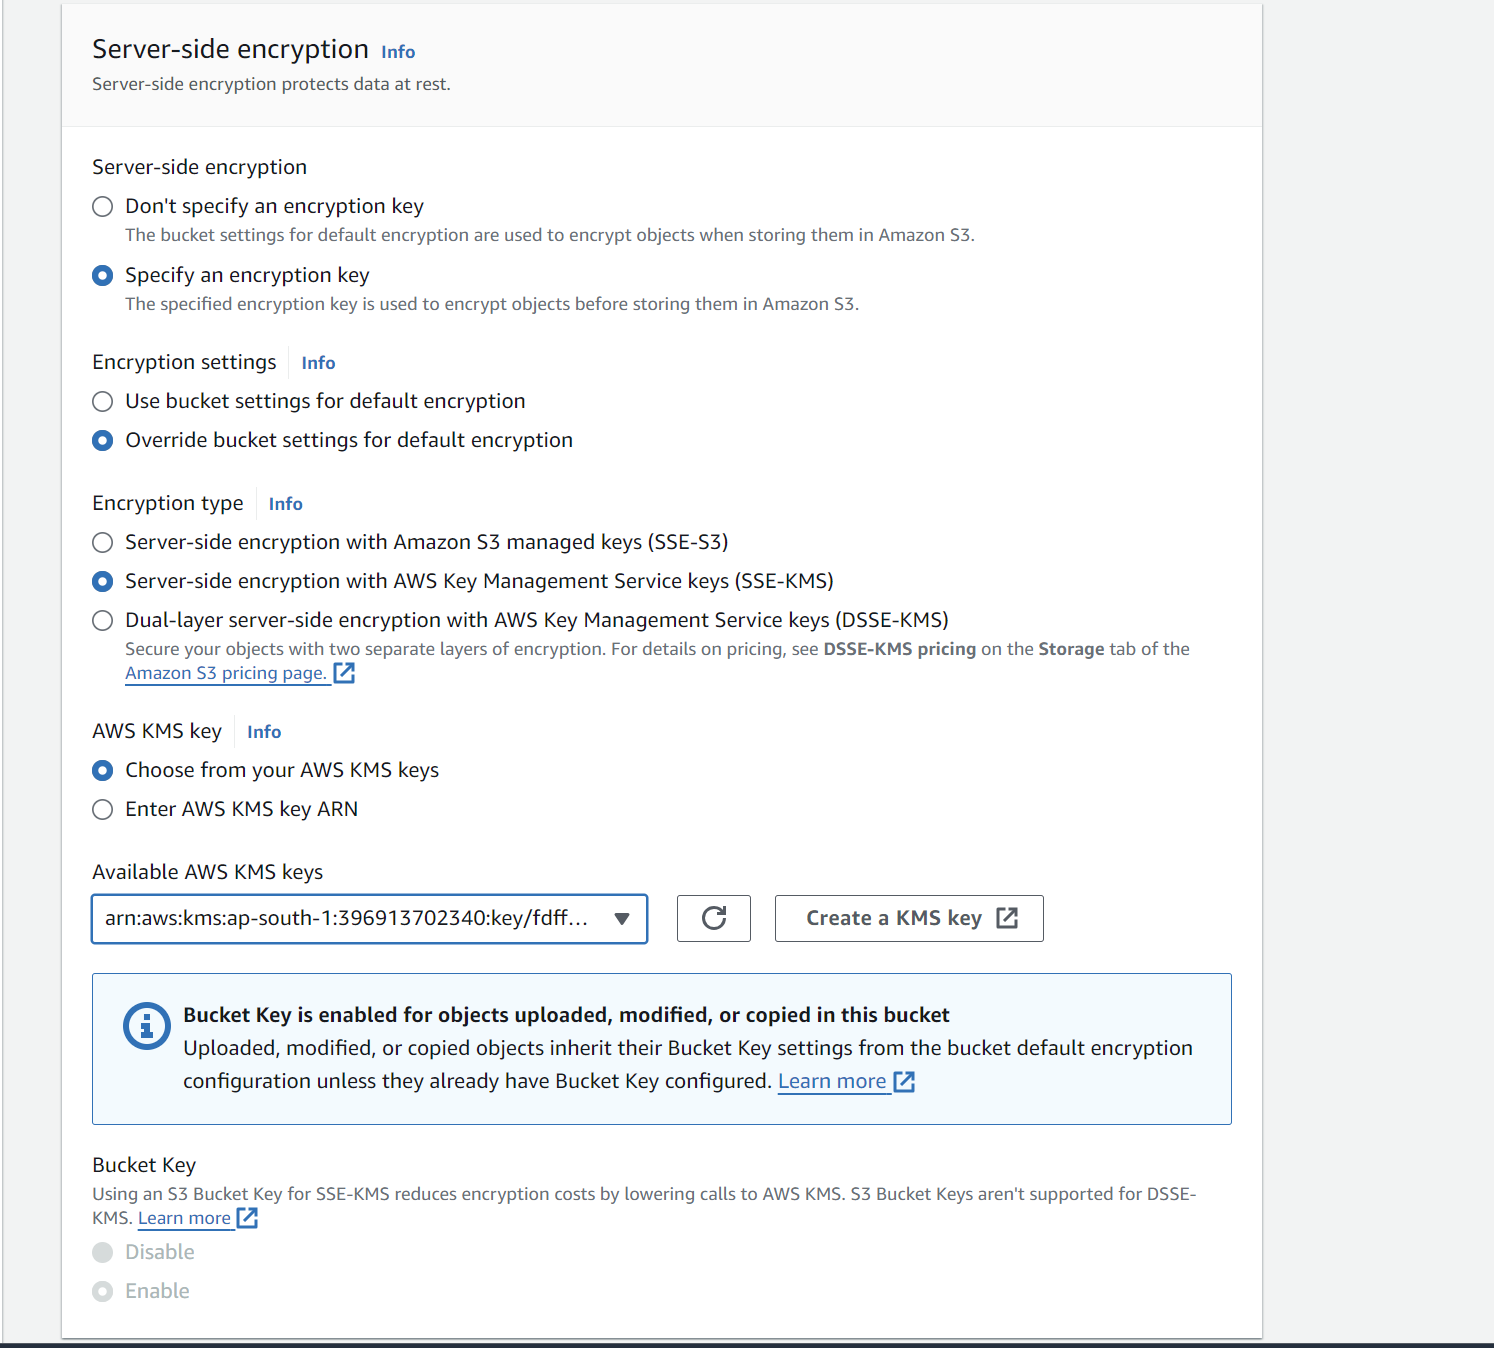 Server-side encryption Info
Server-side encryption protects data at rest.
Server-side encryption
Don't specify an encryption key
The bucket settings for default encryption are used to encrypt objects when storing them in Amazon S3.
Specify an encryption key
The specified encryption key is used to encrypt objects before storing them in Amazon S3.
Encryption settings Info
Use bucket settings for default encryption
Override bucket settings for default encryption
Encryption type Info
Server-side encryption with Amazon S3 managed keys (SSE-S3)
Server-side encryption with AWS Key Management Service keys (SSE-KMS)
Dual-layer server-side encryption with AWS Key Management Service keys (DSSE-KMS)
Secure your objects with two separate layers of encryption. For details on pricing, see DSSE-KMS pricing on the Storage tab of the
Amazon S3 pricing page.
AWS KMS key Info
Choose from your AWS KMS keys
Enter AWS KMS key ARN
Available AWS KMS keys
arn:aws:kms:ap-south-1:396913702340:key/fdff... Create a KMS key
Bucket Key is enabled for objects uploaded, modified, or copied in this bucket
Uploaded, modified, or copied objects inherit their Bucket Key settings from the bucket default encryption
configuration unless they already have Bucket Key configured. Learn more
Bucket Key
Using an S3 Bucket Key for SSE-KMS reduces encryption costs by lowering calls to AWS KMS. S3 Bucket Keys aren't supported for DSSE-
KMS. Learn more
Disable
Enable